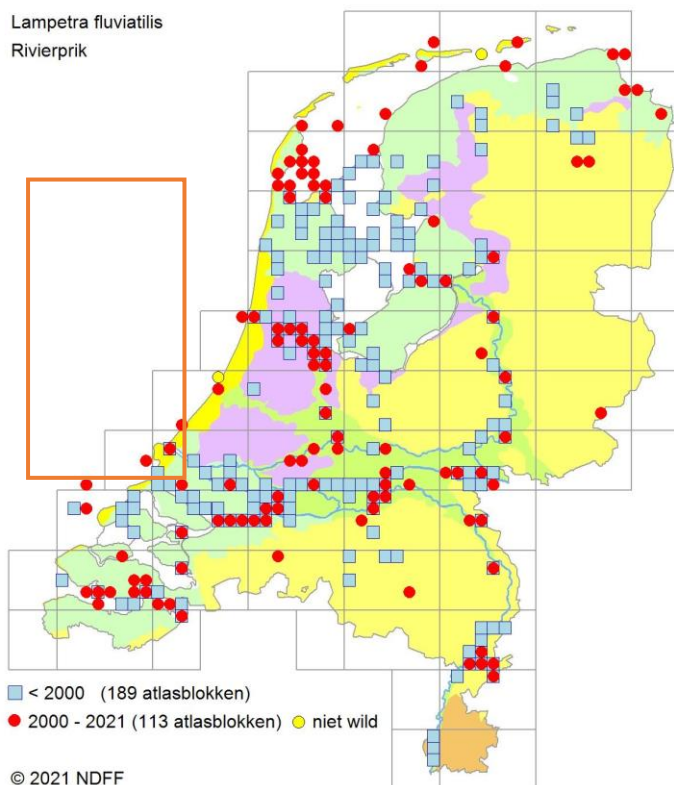 Lampetra fluviatilis
Rivierprik
< 2000 (189 atlasblokken)
2000 - 2021 (113 atlasblokken) niet wild
© 2021 NDFF